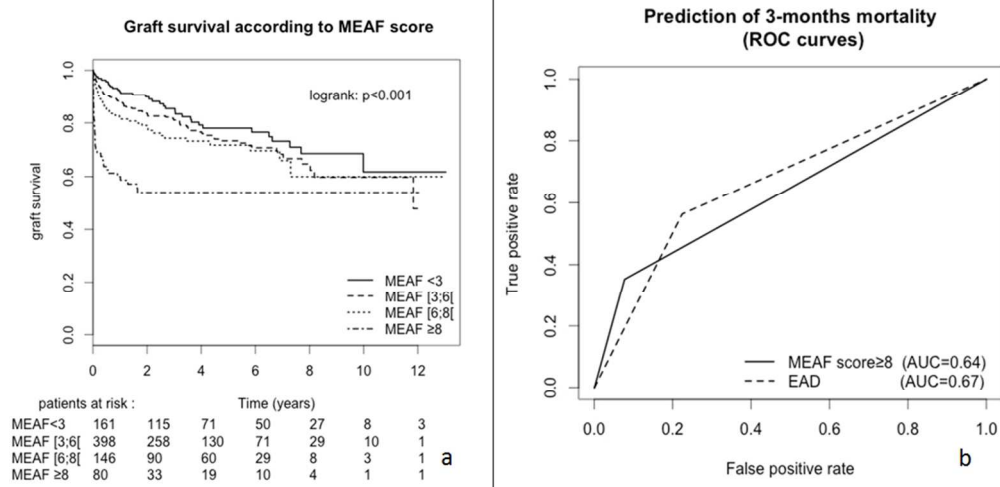 Graft survival according to MEAF score
1.0
0.8
0.6
0.4
0.2
0.0
graft survival
logrank: p<0.001
MEAF <3
MEAF [3;6[
MEAF [6;8[
MEAF ≥8
0 2 4 6 8 10 12
patients at risk : Time (years)
MEAF<3 161 115 71 50 27 8 3
MEAF [3;6[ 398 258 130 71 29 10 1
MEAF [6;8[ 146 90 60 29 8 3 1
MEAF ≥8 80 33 19 10 4 1 1
a
Prediction of 3-months mortality
(ROC curves)
1.0
0.8
0.6
0.4
0.2
0.0
True positive rate
MEAF score≥8 (AUC=0.64)
EAD (AUC=0.67)
0.0 0.2 0.4 0.6 0.8 1.0
False positive rate
b